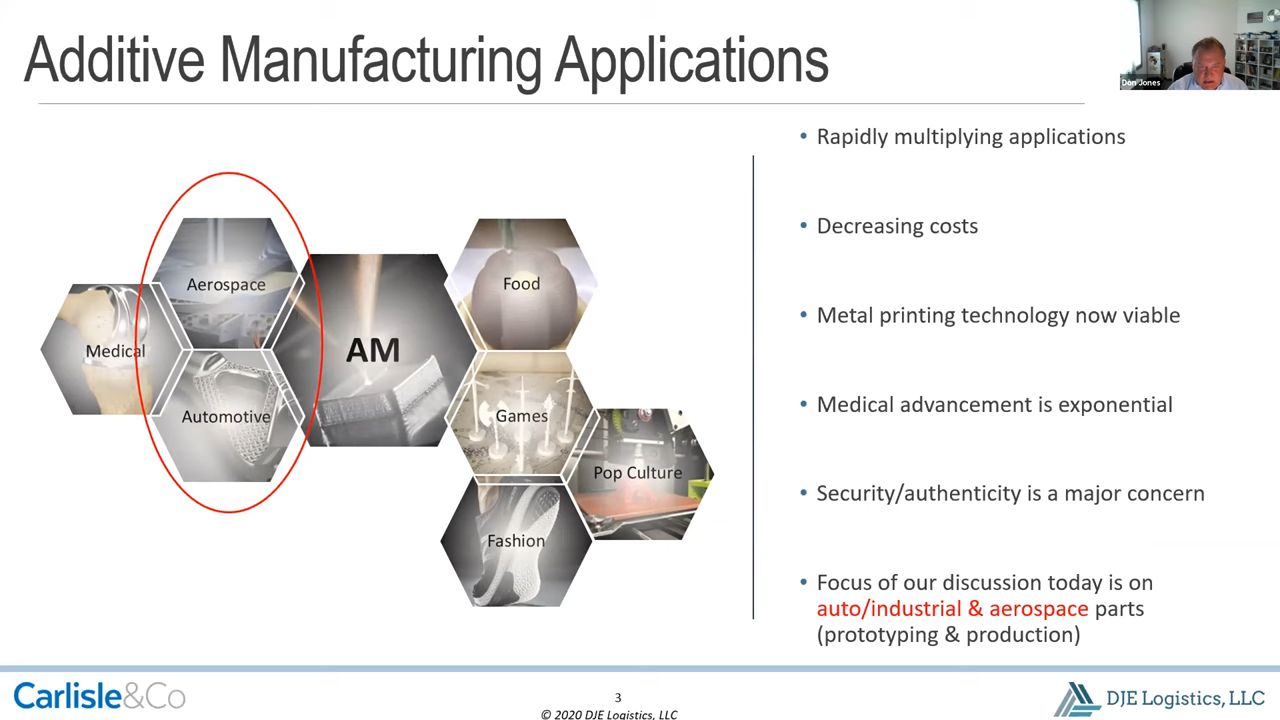 Additive Manufacturing Applications
Don Jones
Aerospace
Medical
Automotive
AM
Food
Games
Pop Culture
Fashion
• Rapidly multiplying applications
• Decreasing costs
• Metal printing technology now viable
• Medical advancement is exponential
• Security/authenticity is a major concern
• Focus of our discussion today is on
auto/industrial & aerospace parts
(prototyping & production)
Carlisle&Co
3
© 2020 DJE Logistics, LLC
DJE Logistics, LLC